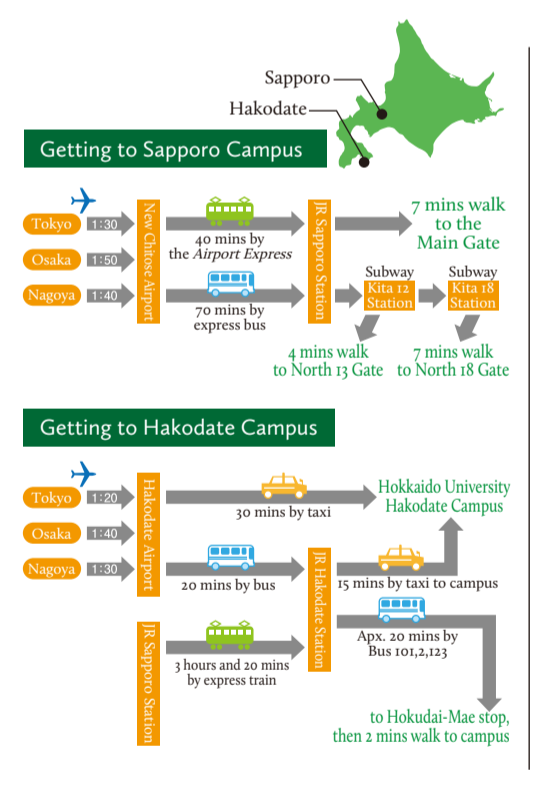 Sapporo
Hakodate
Getting to Sapporo Campus
Tokyo
1:30
Osaka
1:50
Nagoya
1:40
New Chitose Airport
40 mins by
the Airport Express
70 mins by
express bus
JR Sapporo Station
7 mins walk
to the
Main Gate
Subway
Kita 12
Station
Subway
Kita 18
Station
4 mins walk
to North 13 Gate
7 mins walk
to North 18 Gate
Getting to Hakodate Campus
Tokyo
1:20
Osaka
1:40
Nagoya
1:30
Hakodate Airport
30 mins by taxi
Hokkaido University
Hakodate Campus
20 mins by bus
JR Hakodate Station
15 mins by taxi to campus
JR Sapporo Station
3 hours and 20 mins
by express train
Apx. 20 mins by
Bus 101,2,123
to Hokudai-Mae stop,
then 2 mins walk to campus